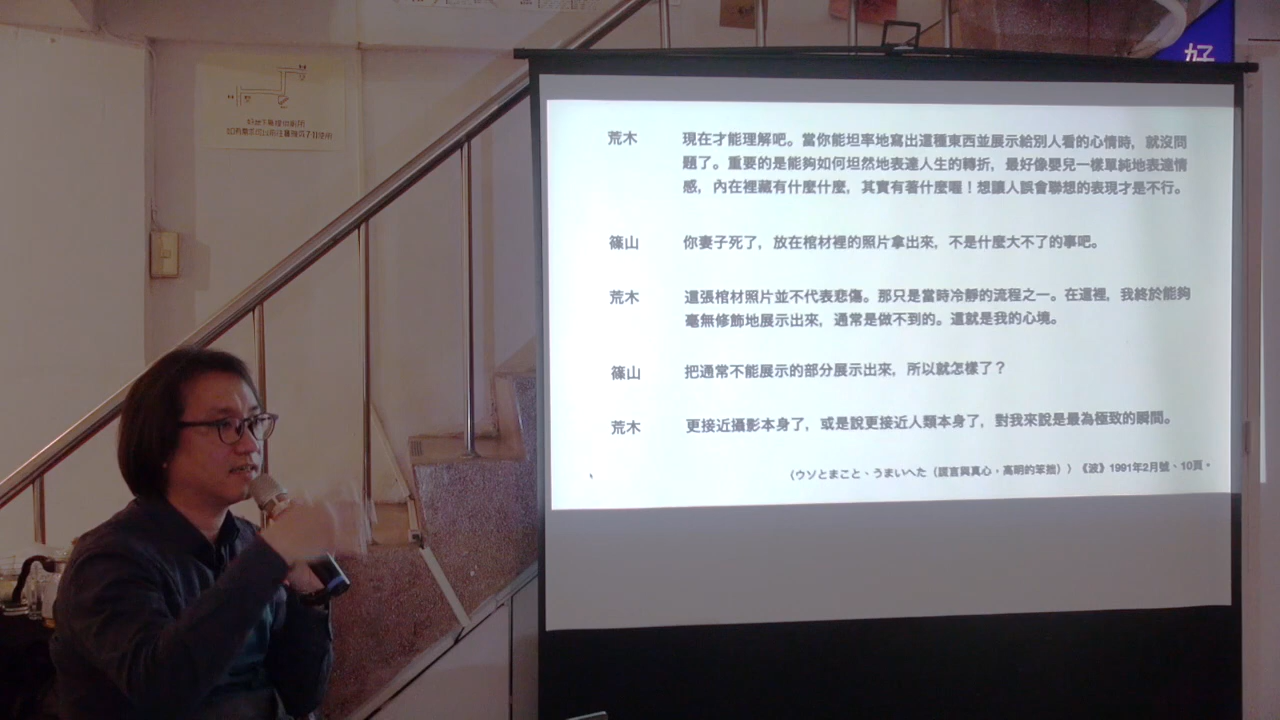 好
荒木 現在才能理解吧。當你能坦率地寫出這種東西並展示給別人看的心情時，就沒問
題了。重要的是能夠如何坦然地表達人生的轉折，最好像嬰兒一樣單純地表達情
感，內在裡藏有什麼什麼，其實有著什麼喔！想讓人誤會聯想的表現才是不行。
篠山 你妻子死了，放在棺材裡的照片拿出來，不是什麼大不了的事吧。
荒木 這張棺材照片並不代表悲傷。那只是當時冷靜的流程之一。在這裡，我終於能夠
毫無修飾地展示出來，通常是做不到的。這就是我的心境。
篠山 把通常不能展示的部分展示出來，所以就怎樣了？
荒木 更接近攝影本身了，或是說更接近人類本身了，對我來說是最為極致的瞬間。
（ウソとまこと、うまいへた（謊言與真心，高明的笨拙））《波》1991年2月號、10頁。